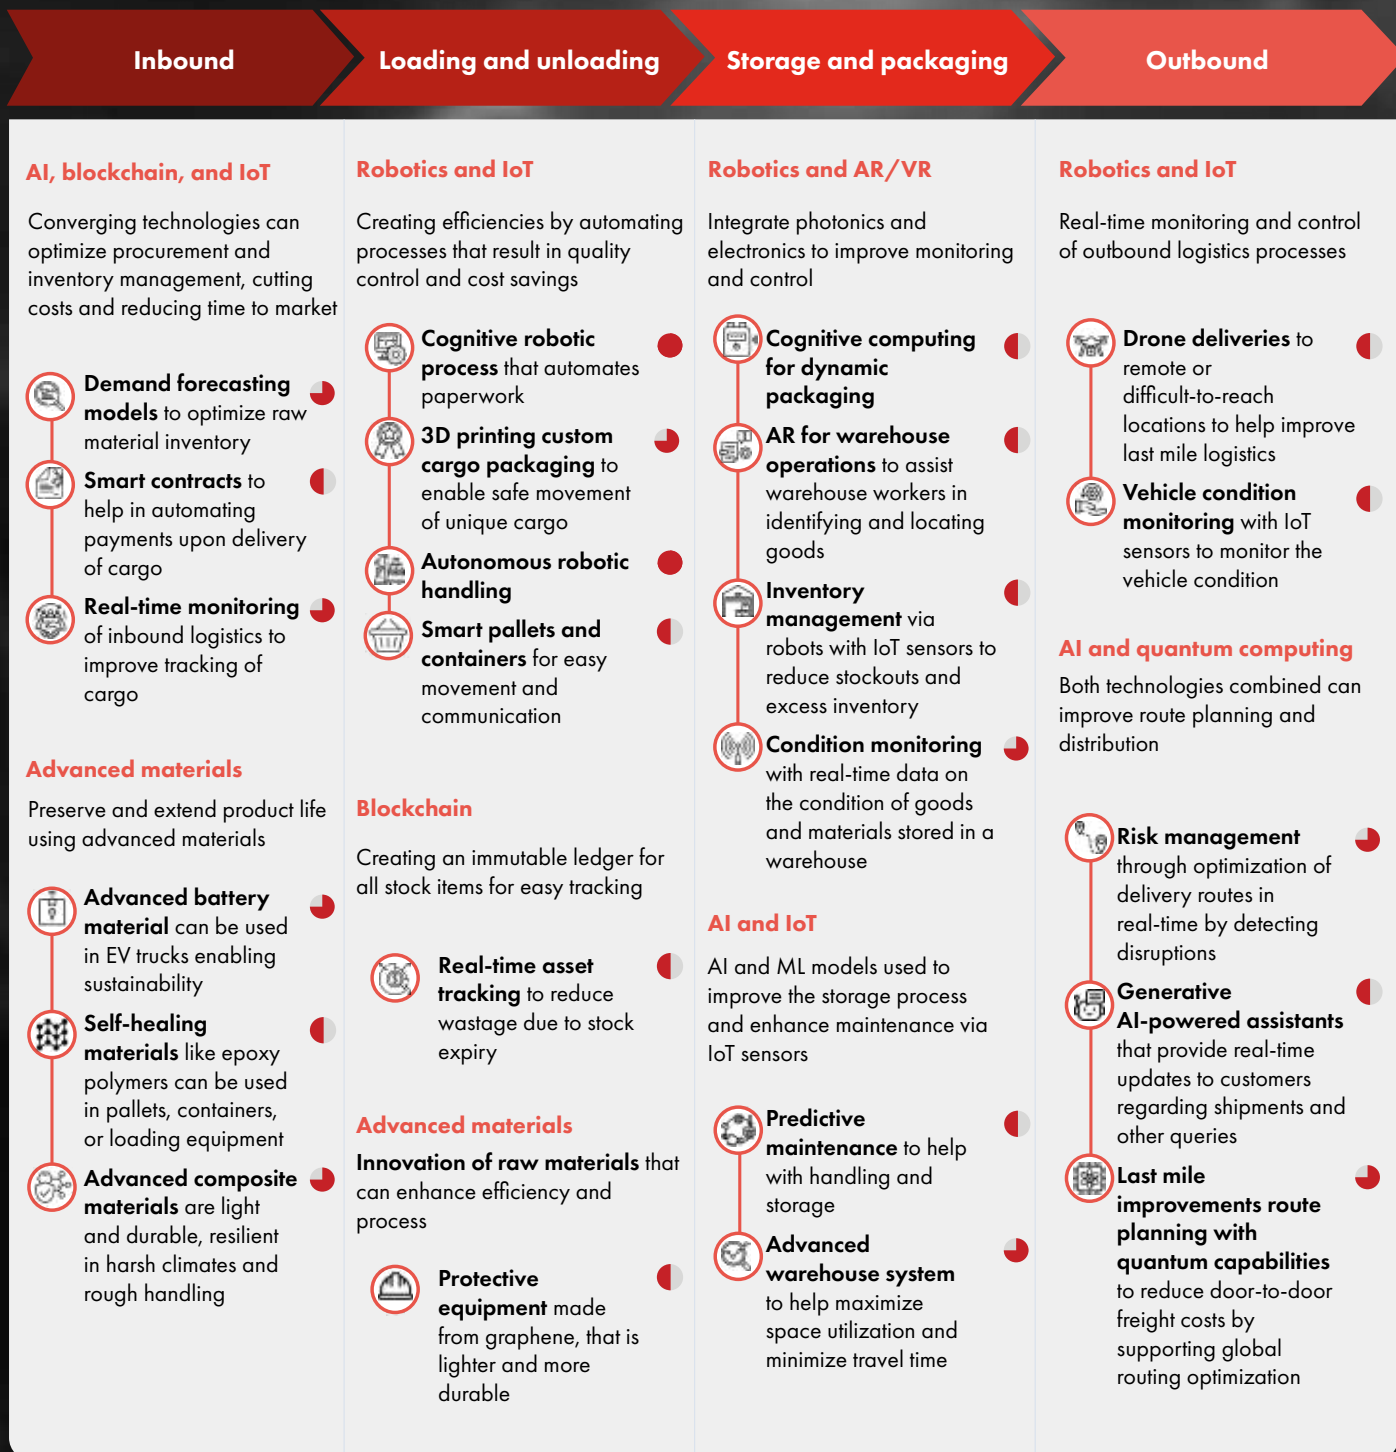 Inbound
Loading and unloading
Storage and packaging
Outbound
AI, blockchain, and IoT
Converging technologies can
optimize procurement and
inventory management, cutting
costs and reducing time to market
Demand forecasting
models to optimize raw
material inventory
Smart contracts to
help in automating
payments upon delivery
of cargo
Real-time monitoring
of inbound logistics to
improve tracking of
cargo
Advanced materials
Preserve and extend product life
using advanced materials
Advanced battery
material can be used
in EV trucks enabling
sustainability
Self-healing
materials like epoxy
polymers can be used
in pallets, containers,
or loading equipment
Advanced composite
materials are light
and durable, resilient
in harsh climates and
rough handling
Robotics and IoT
Creating efficiencies by automating
processes that result in quality
control and cost savings
Cognitive robotic
process that automates
paperwork
3D printing custom
cargo packaging to
enable safe movement
of unique cargo
Autonomous robotic
handling
Smart pallets and
containers for easy
movement and
communication
Blockchain
Creating an immutable ledger for
all stock items for easy tracking
Real-time asset
tracking to reduce
wastage due to stock
expiry
Advanced materials
Innovation of raw materials that
can enhance efficiency and
process
Protective
equipment made
from graphene, that is
lighter and more
durable
Robotics and AR/VR
Integrate photonics and
electronics to improve monitoring
and control
Cognitive computing
for dynamic
packaging
AR for warehouse
operations to assist
warehouse workers in
identifying and locating
goods
Inventory
management via
robots with IoT sensors to
reduce stockouts and
excess inventory
Condition monitoring
with real-time data on
the condition of goods
and materials stored in a
warehouse
AI and IoT
AI and ML models used to
improve the storage process
and enhance maintenance via
IoT sensors
Predictive
maintenance to help
with handling and
storage
Advanced
warehouse system
to help maximize
space utilization and
minimize travel time
Robotics and IoT
Real-time monitoring and control
of outbound logistics processes
Drone deliveries to
remote or
difficult-to-reach
locations to help improve
last mile logistics
Vehicle condition
monitoring with IoT
sensors to monitor the
vehicle condition
AI and quantum computing
Both technologies combined can
improve route planning and
distribution
Risk management
through optimization of
delivery routes in
real-time by detecting
disruptions
Generative
AI-powered assistants
that provide real-time
updates to customers
regarding shipments and
other queries
Last mile
improvements route
planning with
quantum capabilities
to reduce door-to-door
freight costs by
supporting global
routing optimization